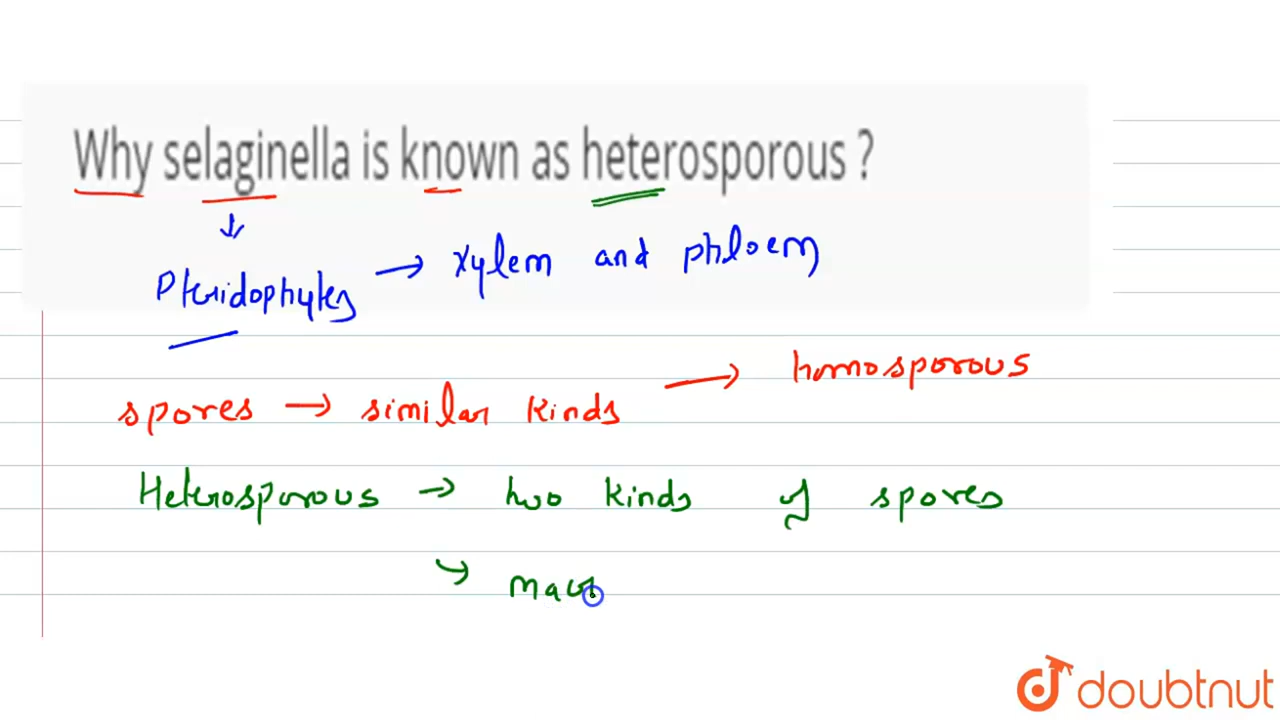 Why selaginella is known as heterosporous ?
Pteridophytes → xylem and phloem
spores → similar kinds → homosporous
Heterosporous → two kinds of spores
doubtnut